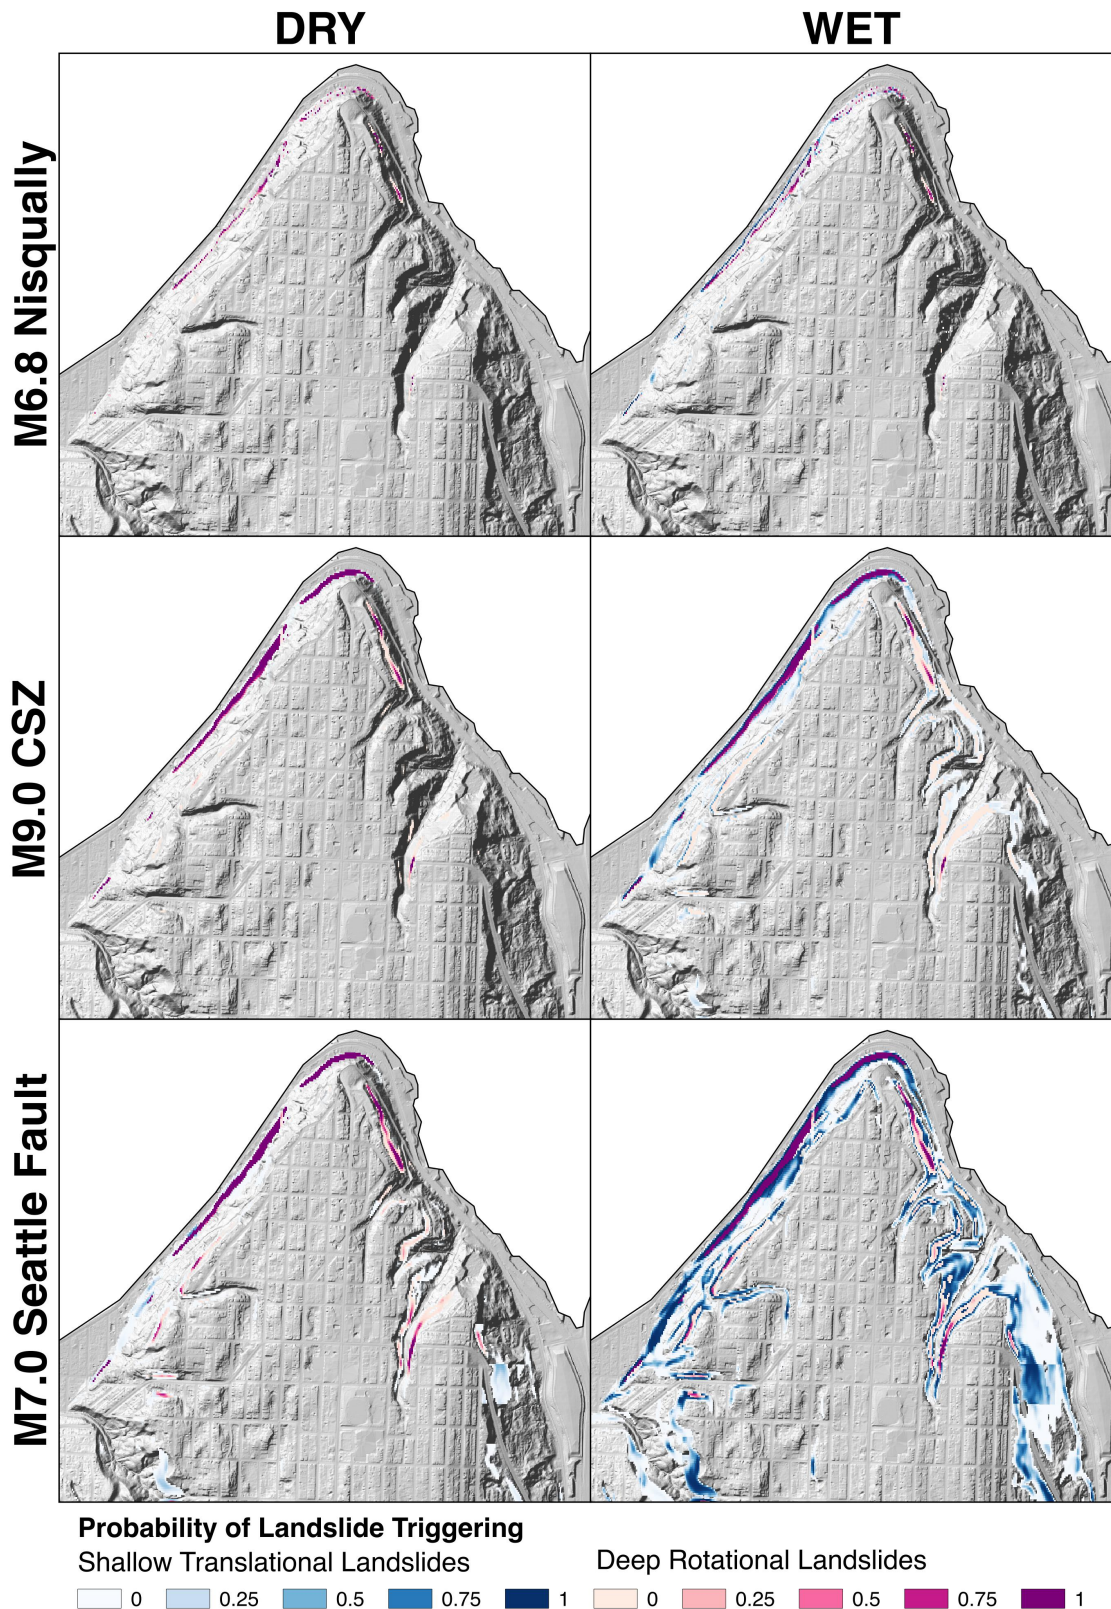 DRY
WET
M6.8 Nisqually
M9.0 CSZ
M7.0 Seattle Fault
Probability of Landslide Triggering
Shallow Translational Landslides
Deep Rotational Landslides
0 0.25 0.5 0.75 1
0 0.25 0.5 0.75 1